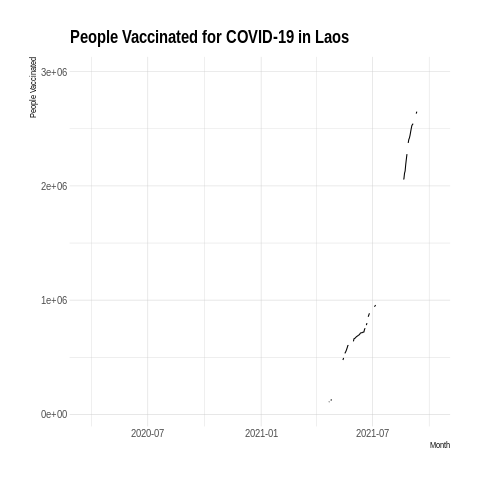 People Vaccinated for COVID-19 in Laos
People Vaccinated
3e+06
2e+06
1e+06
0e+00
2020-07 2021-01 2021-07
Month